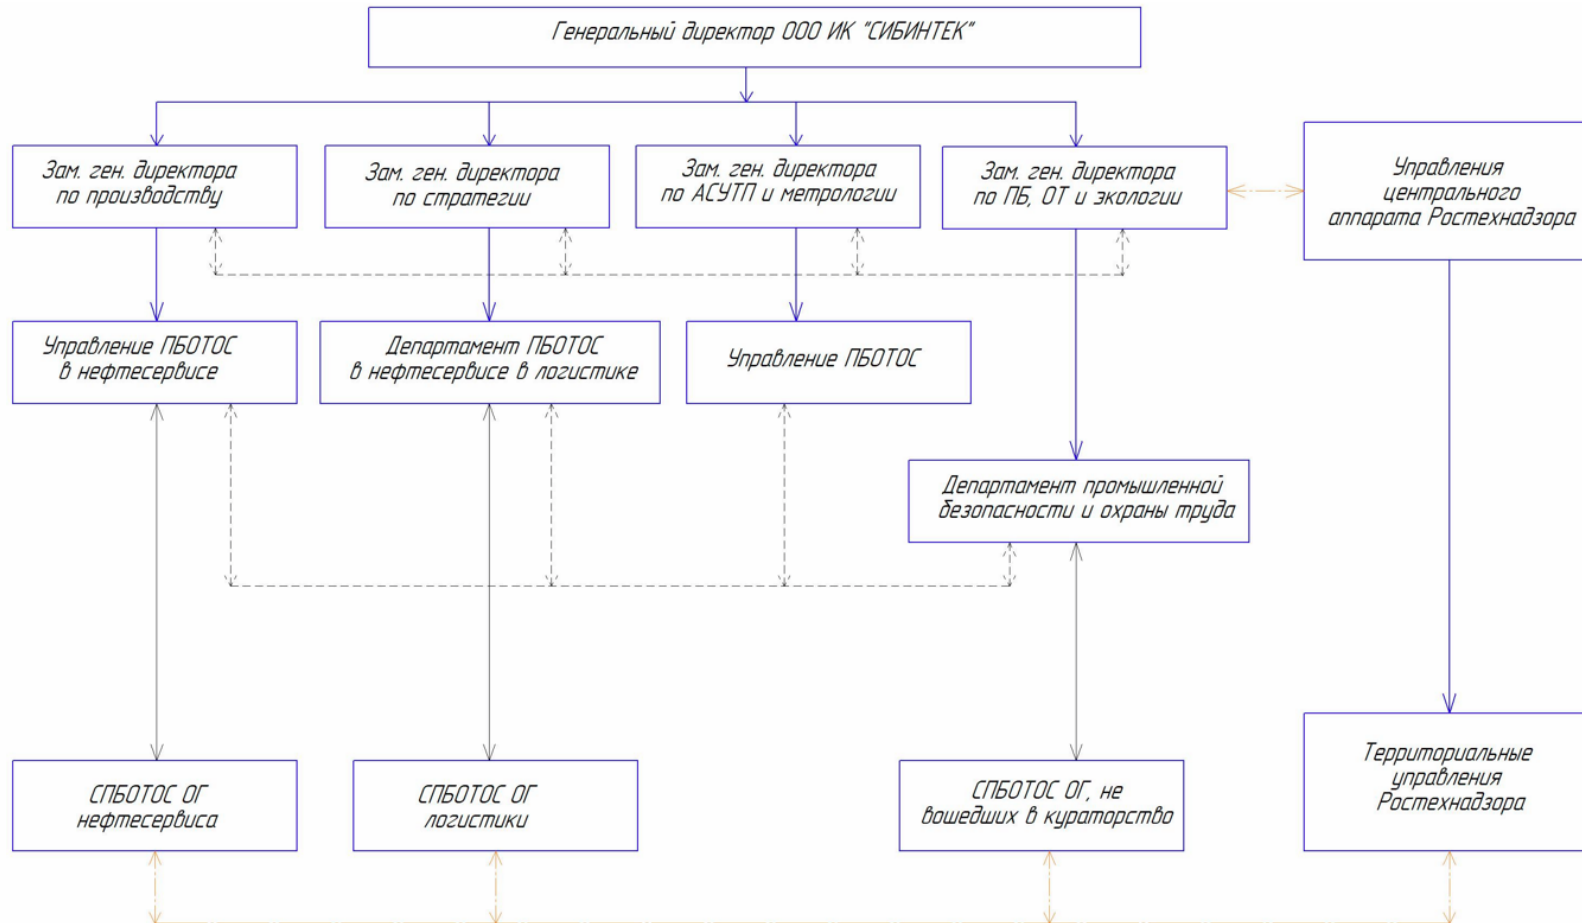 Генеральный директор ООО ИК "СИБИНТЕК"
Зам. ген. директора
по производству
Зам. ген. директора
по стратегии
Зам. ген. директора
по АСУТП и метрологии
Зам. ген. директора
по ПБ, ОТ и экологии
Управления
центрального
аппарата Ростехнадзора
Управление ПБОТОС
в нефтесервисе
Департамент ПБОТОС
в нефтесервисе в логистике
Управление ПБОТОС
Департамент промышленной
безопасности и охраны труда
СПБОТОС ОГ
нефтесервиса
СПБОТОС ОГ
логистики
СПБОТОС ОГ, не
вошедших в кураторство
Территориальные
управления
Ростехнадзора